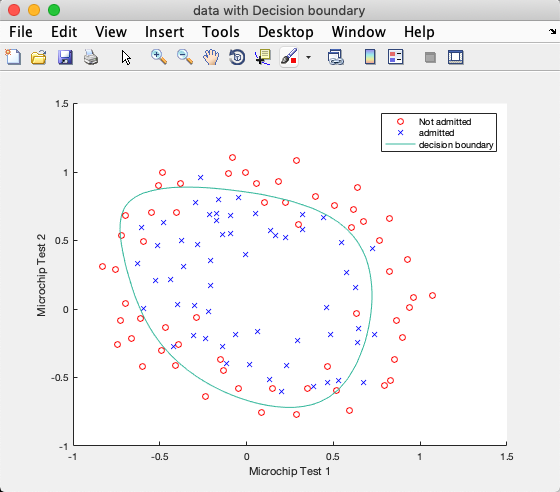 data with Decision boundary
File Edit View Insert Tools Desktop Window Help
1.5
1
0.5
0
-0.5
-1
-1 -0.5 0 0.5 1 1.5
Microchip Test 2
Microchip Test 1
Not admitted
admitted
decision boundary